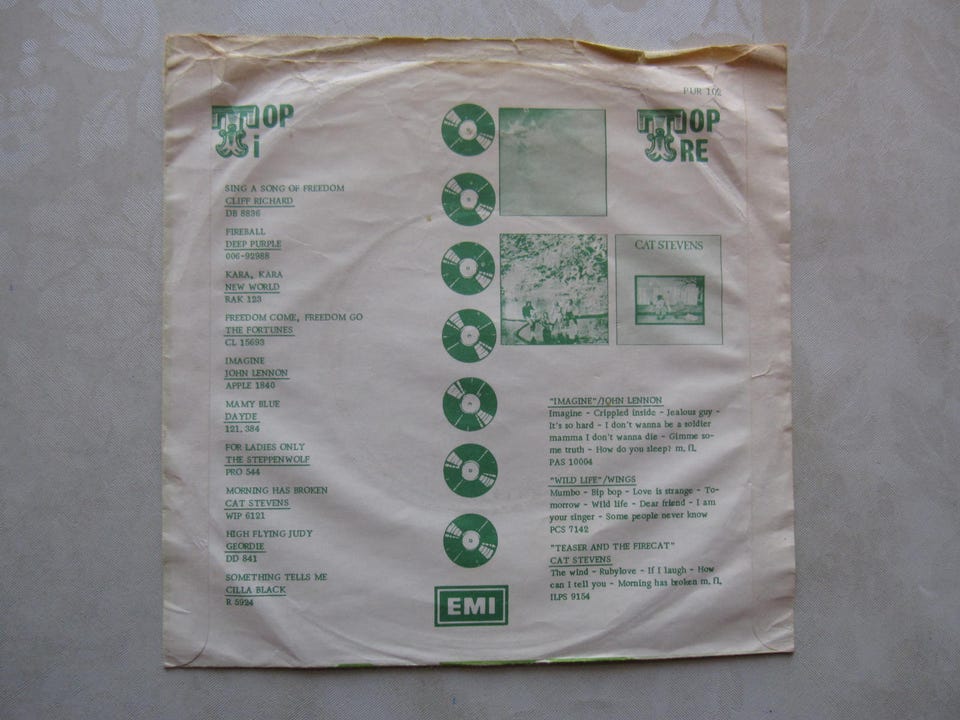 PUR 102
TOP
i
SING A SONG OF FREEDOM
CLIFF RICHARD
DB 8836
FIREBALL
DEEP PURPLE
006-92988
KARA, KARA
NEW WORLD
RAK 123
FREEDOM COME, FREEDOM GO
THE FORTUNES
CL 15693
IMAGINE
JOHN LENNON
APPLE 1840
MAMY BLUE
DAYDE
121.384
FOR LADIES ONLY
THE STEPPENWOLF
PRO 544
MORNING HAS BROKEN
CAT STEVENS
WIP 6121
HIGH FLYING JUDY
GEORDIE
DD 841
SOMETHING TELLS ME
CILLA BLACK
R 5924
EMI
TOP
RE
CAT STEVENS
"IMAGINE"/JOHN LENNON
Imagine - Crippled inside - Jealous guy -
It's so hard - I don't wanna be a soldier
mamma I don't wanna die - Gimme so-
me truth - How do you sleep? m. fl.
PAS 10004
"WILD LIFE"/WINGS
Mumbo - Bip bop - Love is strange - To-
morrow - Wild life - Dear friend - I am
your singer - Some people never know
PCS 7142
"TEASER AND THE FIRECAT"
CAT STEVENS
The wind - Rubylove - If I laugh - How
can I tell you - Morning has broken m. fl.
ILPS 9154